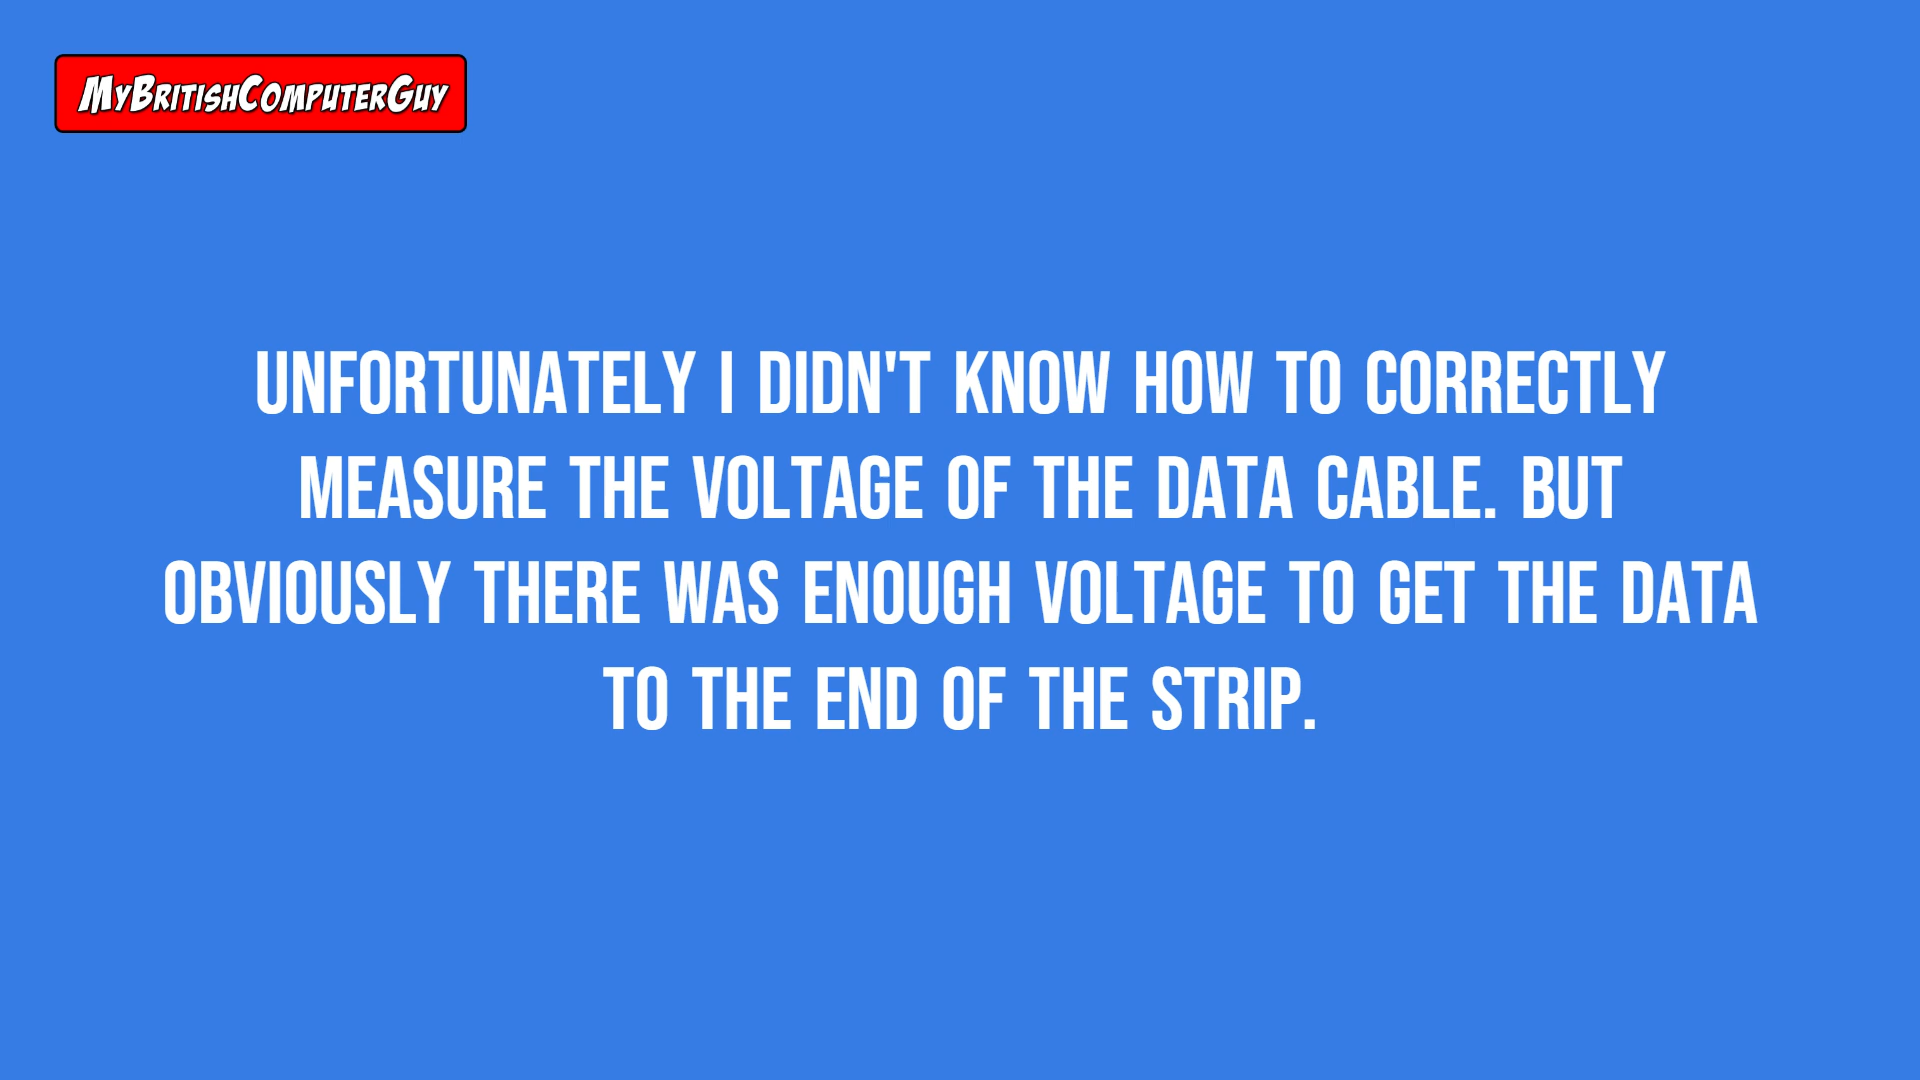 MyBritishComputerGuy
UNFORTUNATELY I DIDN'T KNOW HOW TO CORRECTLY
MEASURE THE VOLTAGE OF THE DATA CABLE. BUT
OBVIOUSLY THERE WAS ENOUGH VOLTAGE TO GET THE DATA
TO THE END OF THE STRIP.